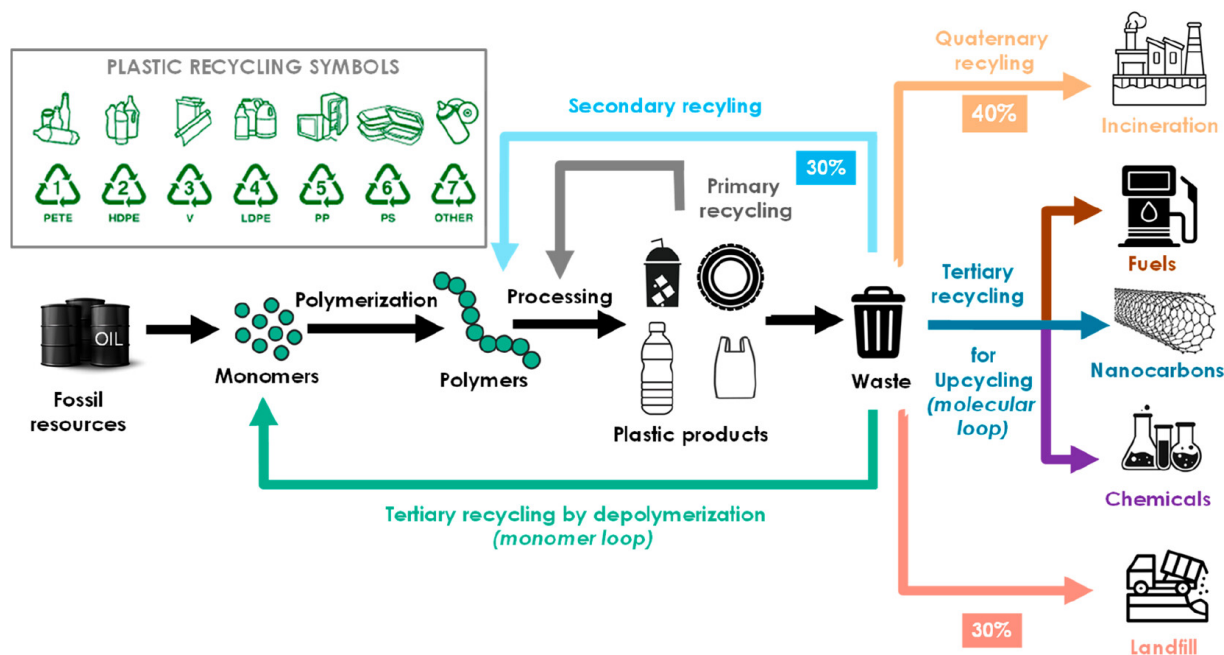 PLASTIC RECYCLING SYMBOLS
1
2
3
4
5
6
7
PETE
HDPE
V
LDPE
PP
PS
OTHER
Secondary recyling
30%
Primary
recycling
Quaternary
recyling
40%
Incineration
Fuels
OIL
Fossil
resources
Monomers
Polymerization
Polymers
Processing
Plastic products
Waste
Tertiary
recycling
for
Upcycling
(molecular
loop)
Nanocarbons
Chemicals
Tertiary recycling by depolymerization
(monomer loop)
30%
Landfill